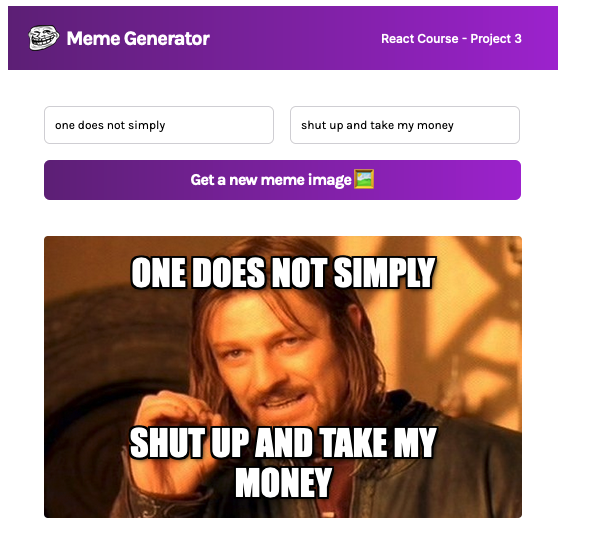 Meme Generator
React Course - Project 3
one does not simply
shut up and take my money
Get a new meme image
ONE DOES NOT SIMPLY
SHUT UP AND TAKE MY
MONEY